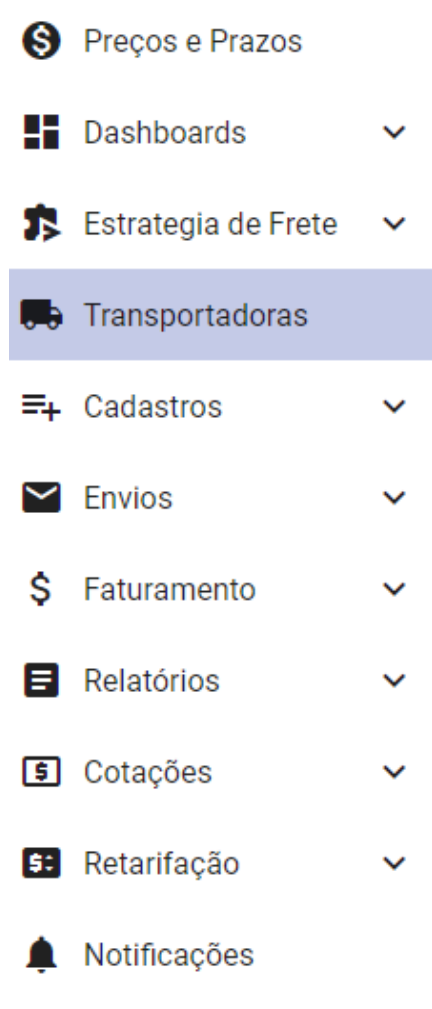 Preços e Prazos
Dashboards
Estrategia de Frete
Transportadoras
Cadastros
Envios
Faturamento
Relatórios
Cotações
Retarifação
Notificações